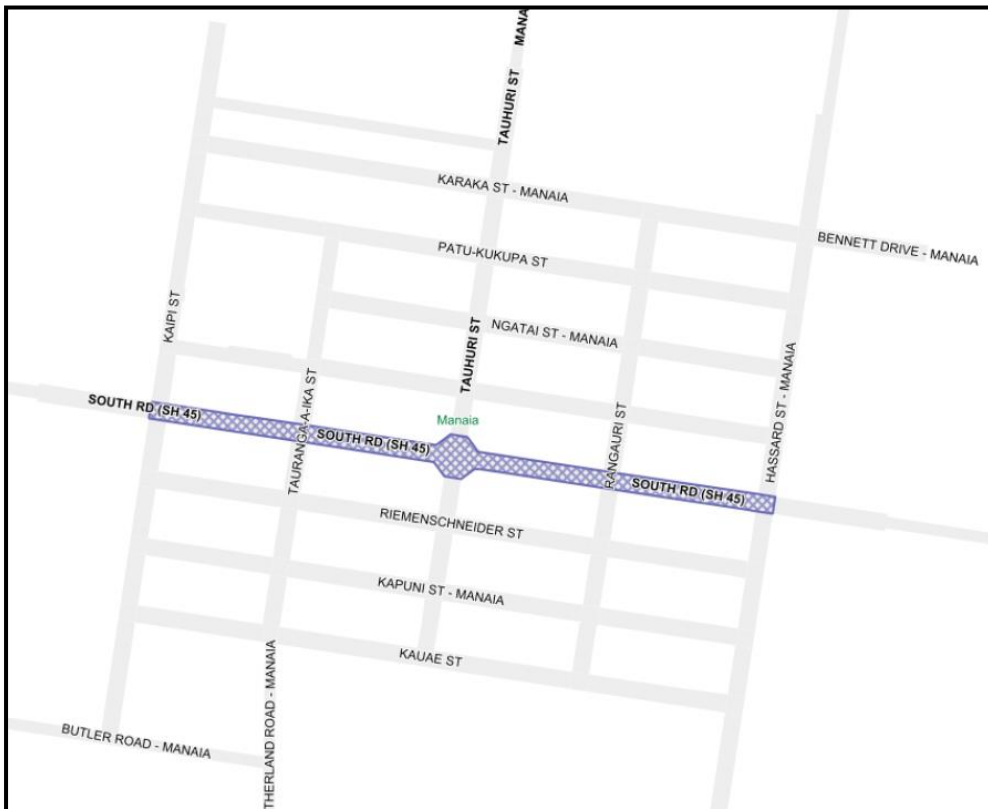 MANA
TAUHURI ST
KARAKA ST - MANAIA
BENNETT DRIVE - MANAIA
PATU-KUKUPA ST
KAIPI ST
NGATAI ST - MANAIA
TAUHURI ST
HASSARD ST - MANAIA
TAURANGA-A-IKA ST
SOUTH RD (SH 45)
Manaia
SOUTH RD (SH 45)
RANGAURI ST
SOUTH RD (SH 45)
RIEMENSCHNEIDER ST
KAPUNI ST - MANAIA
KAUAE ST
BUTLER ROAD - MANAIA
THERLAND ROAD - MANAIA